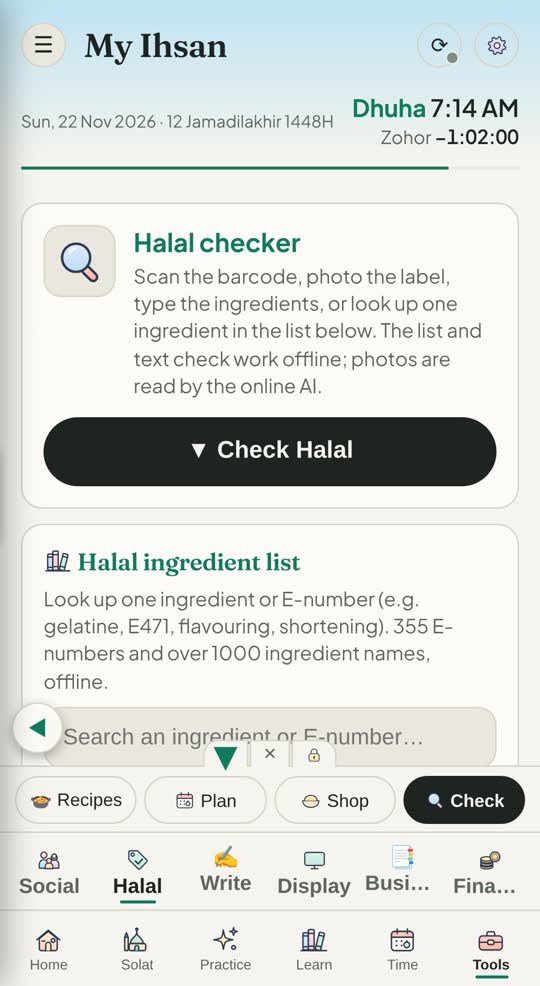 My Ihsan
Sun, 22 Nov 2026 · 12 Jamadilakhir 1448H
Dhuha 7:14 AM
Zohor −1:02:00
Halal checker
Scan the barcode, photo the label,
type the ingredients, or look up one
ingredient in the list below. The list and
text check work offline; photos are
read by the online AI.
▼ Check Halal
Halal ingredient list
Look up one ingredient or E-number (e.g.
gelatine, E471, flavouring, shortening). 355 E-
numbers and over 1000 ingredient names,
offline.
Search an ingredient or E-number…
Recipes
Plan
Shop
Check
Social
Halal
Write
Display
Busi…
Fina…
Home
Solat
Practice
Learn
Time
Tools